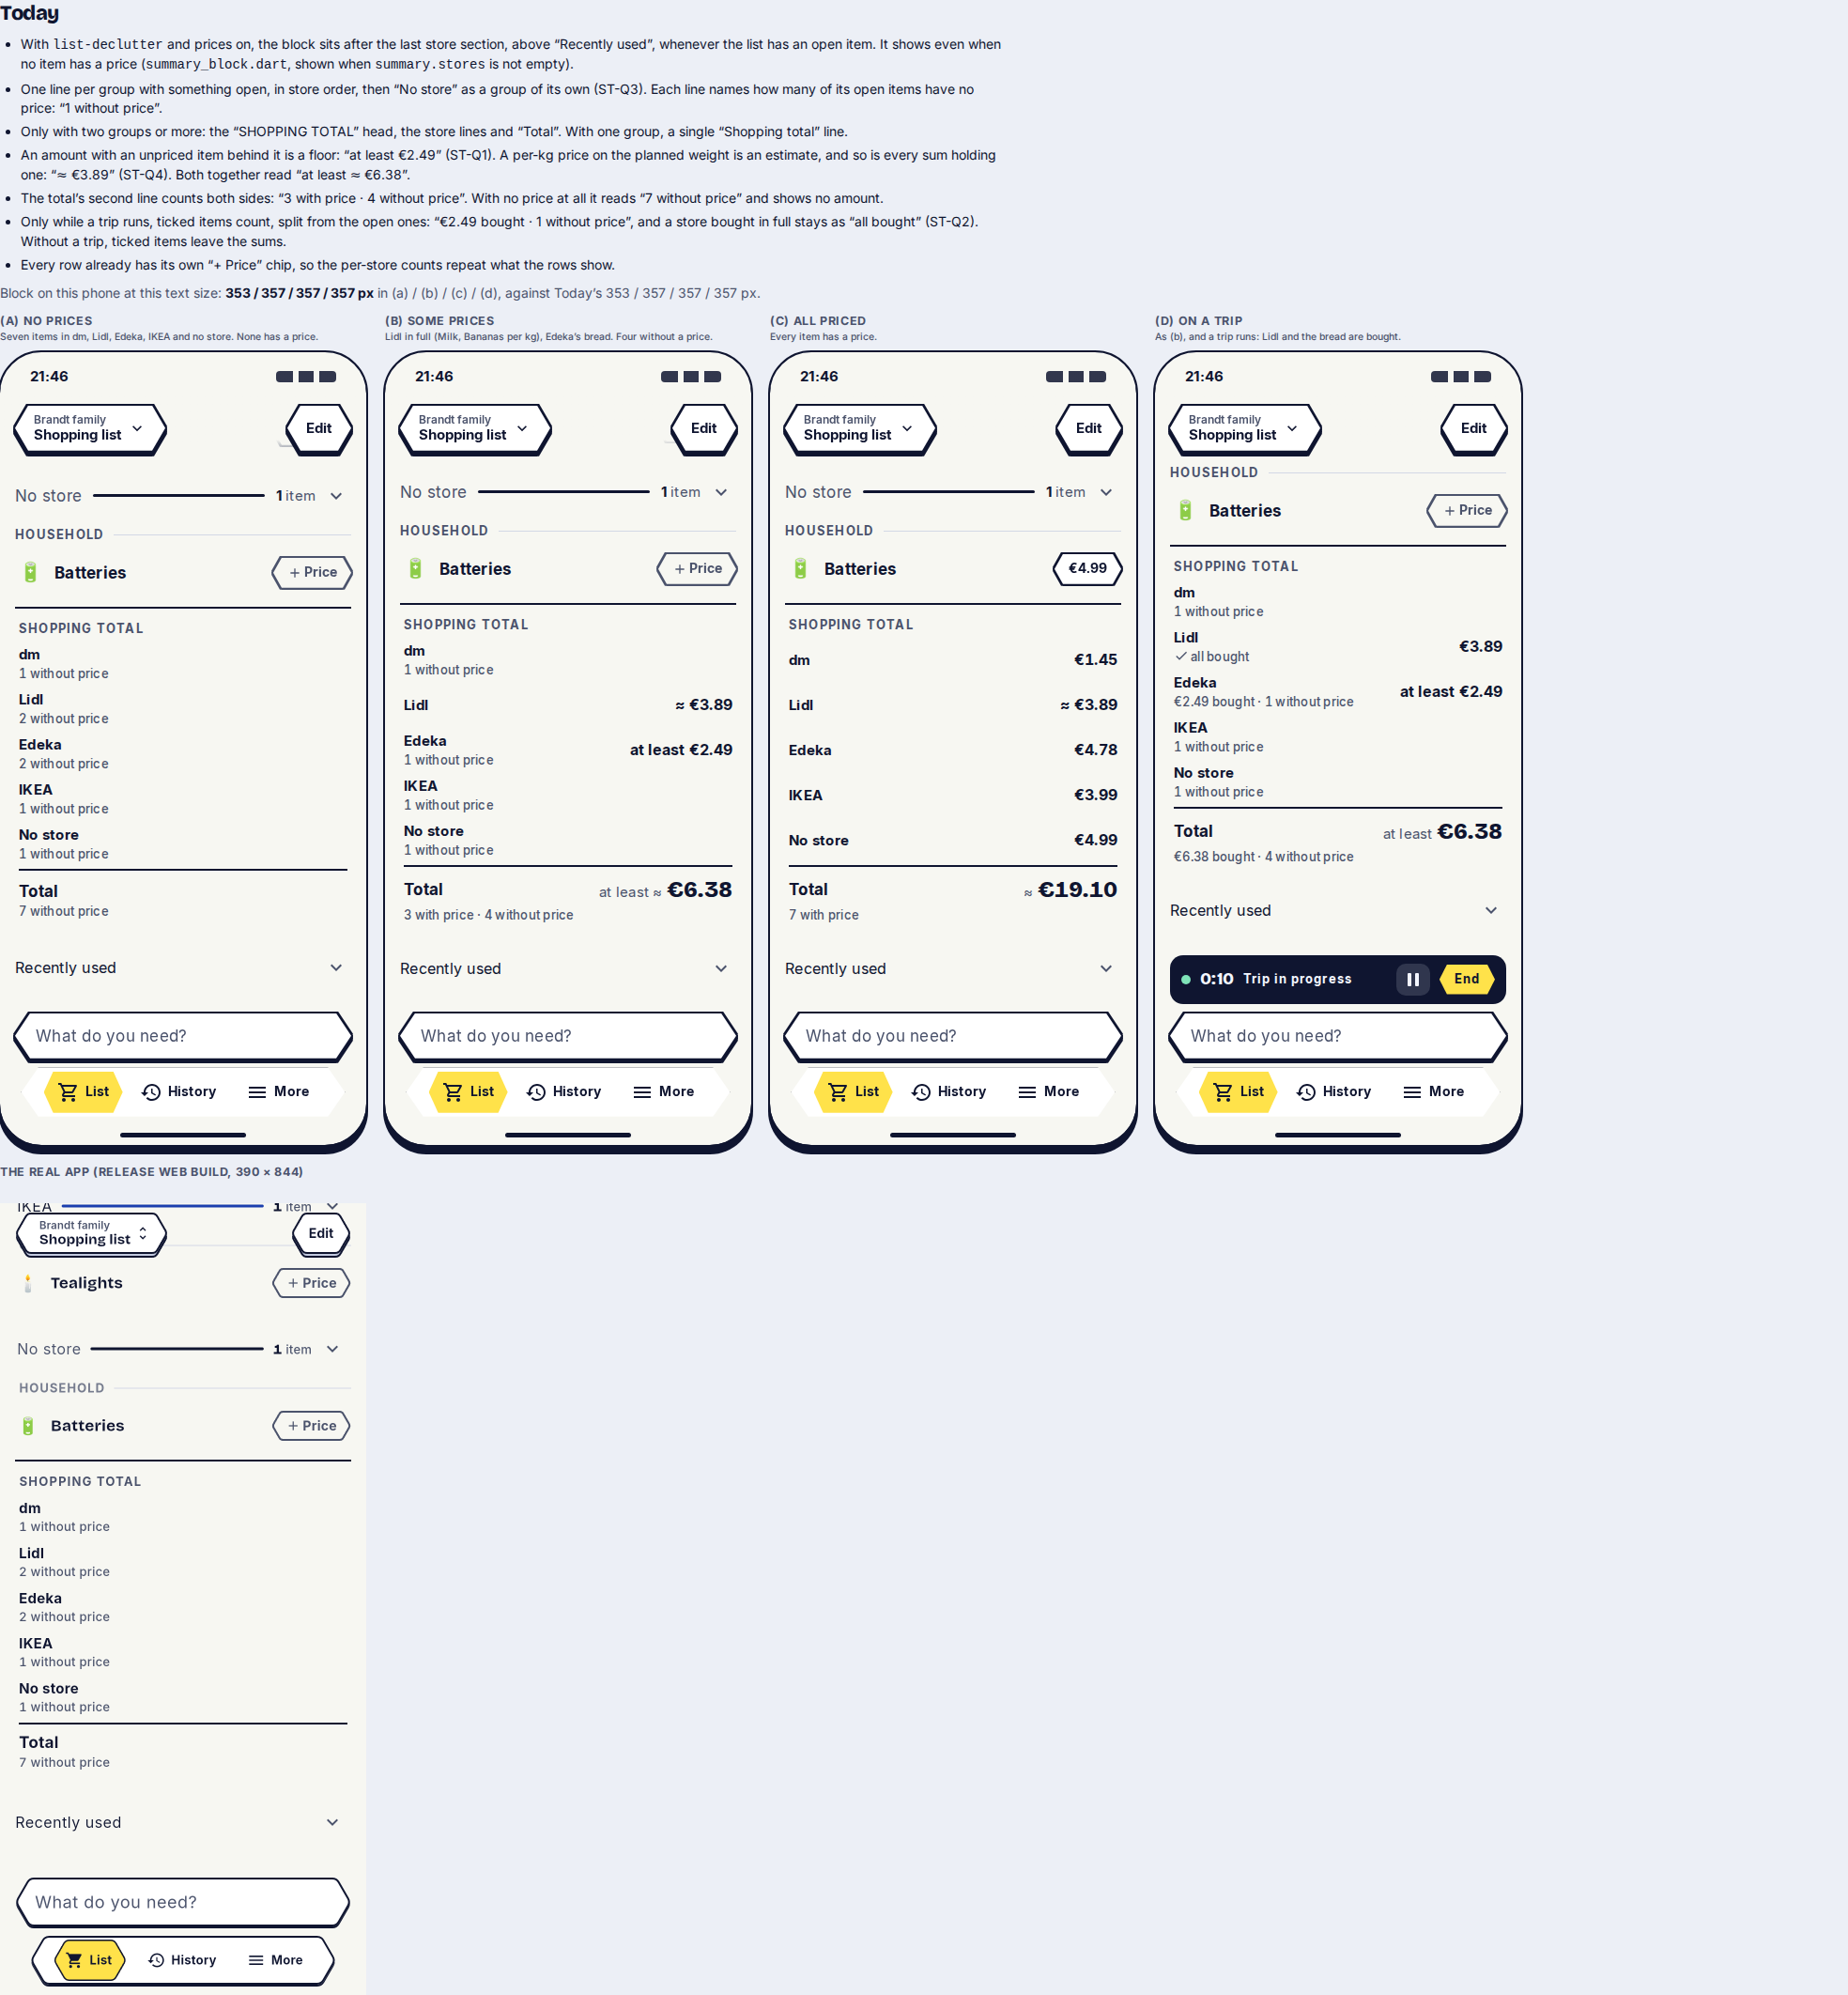 Today
With list-declutter and prices on, the block sits after the last store section, above “Recently used”, whenever the list has an open item. It shows even when
no item has a price (summary_block.dart, shown when summary.stores is not empty).
One line per group with something open, in store order, then “No store” as a group of its own (ST-Q3). Each line names how many of its open items have no
price: “1 without price”.
Only with two groups or more: the “SHOPPING TOTAL” head, the store lines and “Total”. With one group, a single “Shopping total” line.
An amount with an unpriced item behind it is a floor: “at least €2.49” (ST-Q1). A per-kg price on the planned weight is an estimate, and so is every sum holding
one: “≈ €3.89” (ST-Q4). Both together read “at least ≈ €6.38”.
The total’s second line counts both sides: “3 with price · 4 without price”. With no price at all it reads “7 without price” and shows no amount.
Only while a trip runs, ticked items count, split from the open ones: “€2.49 bought · 1 without price”, and a store bought in full stays as “all bought” (ST-Q2).
Without a trip, ticked items leave the sums.
Every row already has its own “+ Price” chip, so the per-store counts repeat what the rows show.
Block on this phone at this text size: 353 / 357 / 357 / 357 px in (a) / (b) / (c) / (d), against Today’s 353 / 357 / 357 / 357 px.
(A) NO PRICES
Seven items in dm, Lidl, Edeka, IKEA and no store. None has a price.
21:46
Brandt family
Shopping list
Edit
No store
1 item
HOUSEHOLD
Batteries
+ Price
SHOPPING TOTAL
dm
1 without price
Lidl
2 without price
Edeka
2 without price
IKEA
1 without price
No store
1 without price
Total
7 without price
Recently used
What do you need?
List
History
More
(B) SOME PRICES
Lidl in full (Milk, Bananas per kg), Edeka’s bread. Four without a price.
21:46
Brandt family
Shopping list
Edit
No store
1 item
HOUSEHOLD
Batteries
+ Price
SHOPPING TOTAL
dm
1 without price
Lidl
≈ €3.89
Edeka
1 without price
at least €2.49
IKEA
1 without price
No store
1 without price
Total
at least ≈ €6.38
3 with price · 4 without price
Recently used
What do you need?
List
History
More
(C) ALL PRICED
Every item has a price.
21:46
Brandt family
Shopping list
Edit
No store
1 item
HOUSEHOLD
Batteries
€4.99
SHOPPING TOTAL
dm
€1.45
Lidl
≈ €3.89
Edeka
€4.78
IKEA
€3.99
No store
€4.99
Total
≈ €19.10
7 with price
Recently used
What do you need?
List
History
More
(D) ON A TRIP
As (b), and a trip runs: Lidl and the bread are bought.
21:46
Brandt family
Shopping list
Edit
HOUSEHOLD
Batteries
+ Price
SHOPPING TOTAL
dm
1 without price
Lidl
✓ all bought
€3.89
Edeka
€2.49 bought · 1 without price
at least €2.49
IKEA
1 without price
No store
1 without price
Total
at least €6.38
€6.38 bought · 4 without price
Recently used
0:10 Trip in progress
End
What do you need?
List
History
More
THE REAL APP (RELEASE WEB BUILD, 390 × 844)
IKEA
1 item
Brandt family
Shopping list
Edit
Tealights
+ Price
No store
1 item
HOUSEHOLD
Batteries
+ Price
SHOPPING TOTAL
dm
1 without price
Lidl
2 without price
Edeka
2 without price
IKEA
1 without price
No store
1 without price
Total
7 without price
Recently used
What do you need?
List
History
More